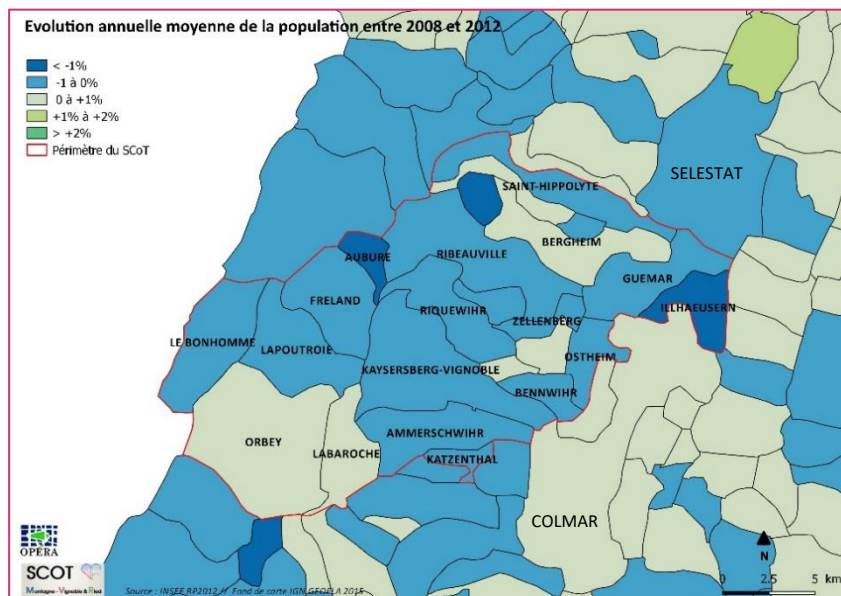 Evolution annuelle moyenne de la population entre 2008 et 2012
< -1%
-1 à 0%
0 à +1%
+1% à +2%
> +2%
Périmètre du SCoT
SELESTAT
SAINT-HIPPOLYTE
BERGHEIM
AUBURE
RIBEAUVILLE
GUEMAR
FRELAND
RIQUEWIHR
ILLHAEUSERN
ZELLENBERG
LE BONHOMME
LAPOUTROIE
OSTHEIM
KAYSERSBERG-VIGNOBLE
BENNWIHR
AMMERSCHWIHR
ORBEY
LABAROCHE
KATZENTHAL
COLMAR
OPERA
N
SCOT
0 2.5 5 km
Montagne - Vignoble & Ried
Source : INSEE RP2012 // Fond de carte IGN GEOFLA 2015